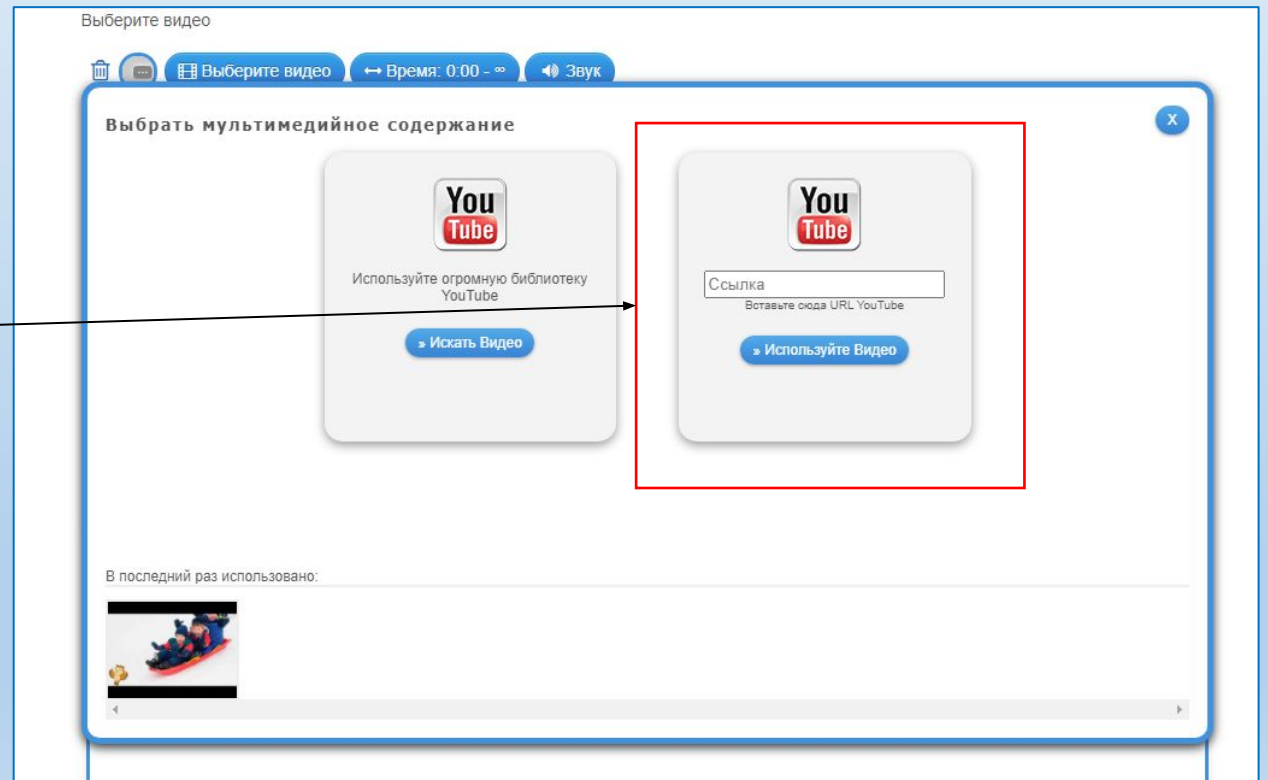 Выберите видео
Выберите видео
Время: 0:00 - ∞
Звук
Выбрать мультимедийное содержание
X
You
Tube
Используйте огромную библиотеку
YouTube
» Искать Видео
You
Tube
Ссылка
Вставьте сюда URL YouTube
» Используйте Видео
В последний раз использовано: